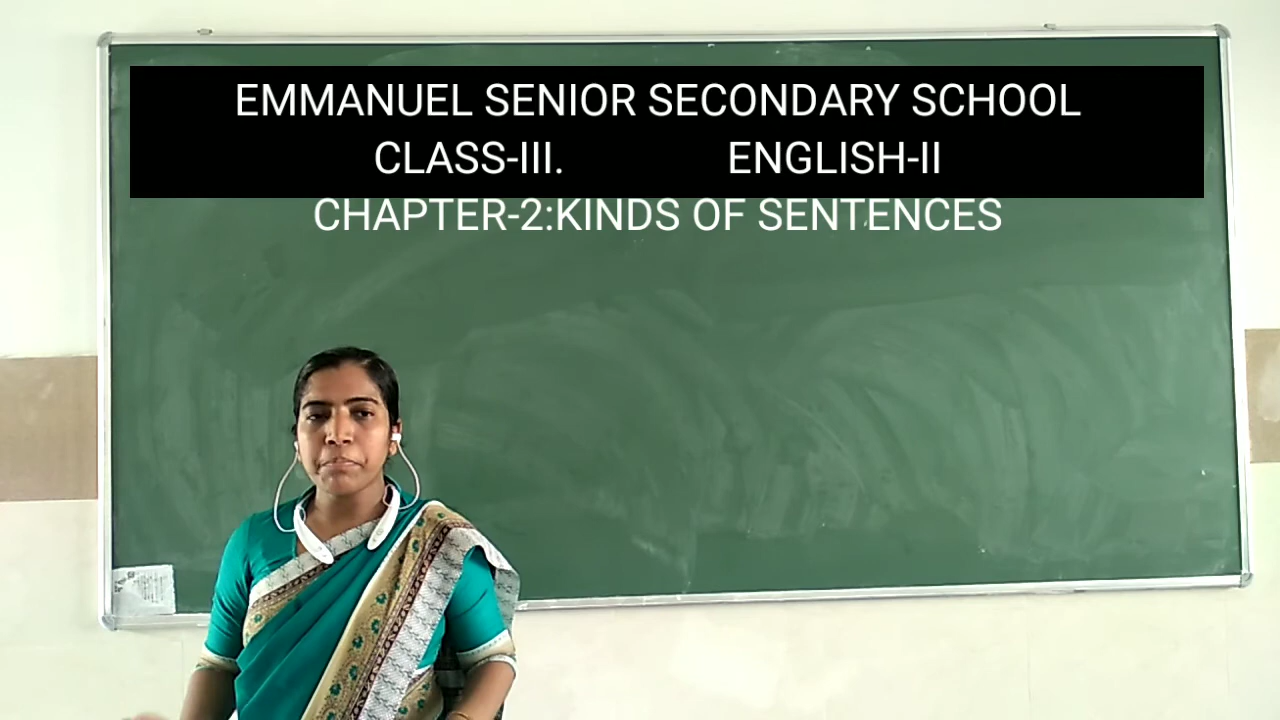 EMMANUEL SENIOR SECONDARY SCHOOL
CLASS-III. ENGLISH-II
CHAPTER-2:KINDS OF SENTENCES